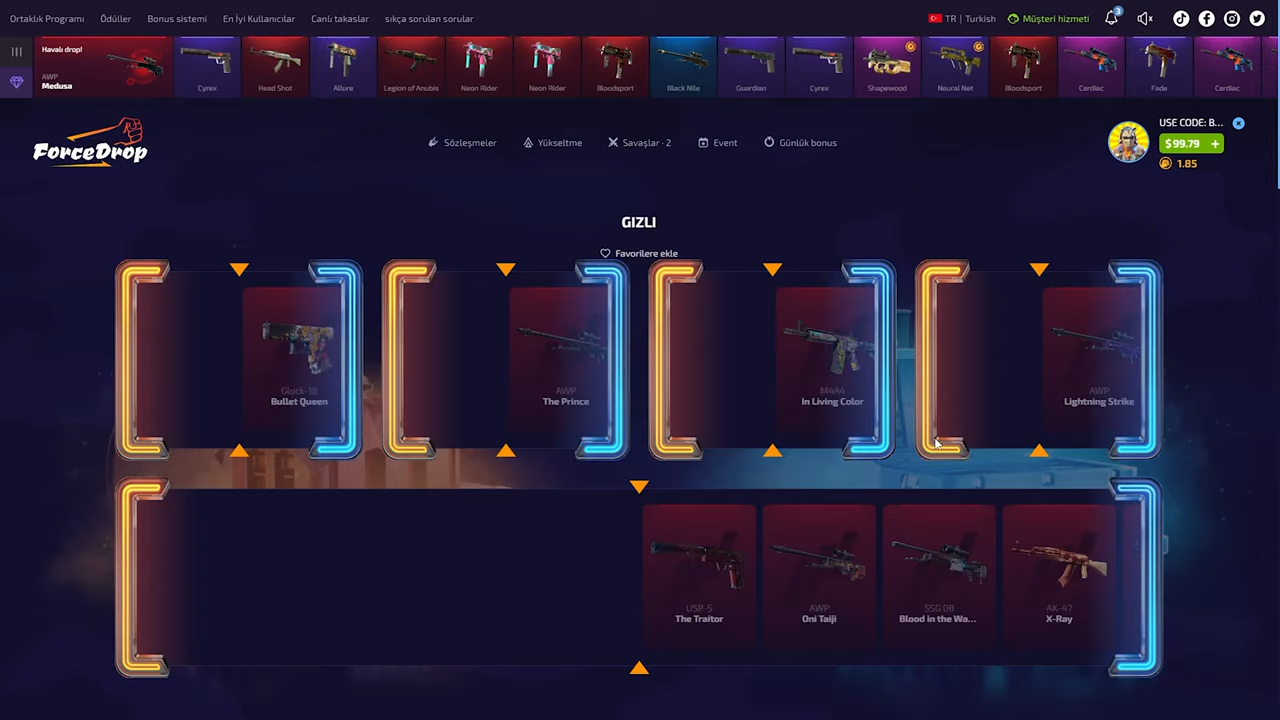 Ortaklık Programı
Ödüller
Bonus sistemi
En İyi Kullanıcılar
Canlı takaslar
sıkça sorulan sorular
TR | Turkish
Müşteri hizmeti
3
Havalı drop!
AWP
Medusa
Cyrex
Head Shot
Allure
Legion of Anubis
Neon Rider
Neon Rider
Bloodsport
Black Nile
Guardian
Cyrex
Shapewood
Neural Net
Bloodsport
Cardiac
Fade
Cardiac
ForceDrop
Sözleşmeler
Yükseltme
Savaşlar · 2
Event
Günlük bonus
USE CODE: B...
$ 99.79 +
1.85
GIZLI
Favorilere ekle
Glock-18
Bullet Queen
AWP
The Prince
M4A4
In Living Color
AWP
Lightning Strike
USP-S
The Traitor
AWP
Oni Taiji
SSG 08
Blood in the Wa...
AK-47
X-Ray